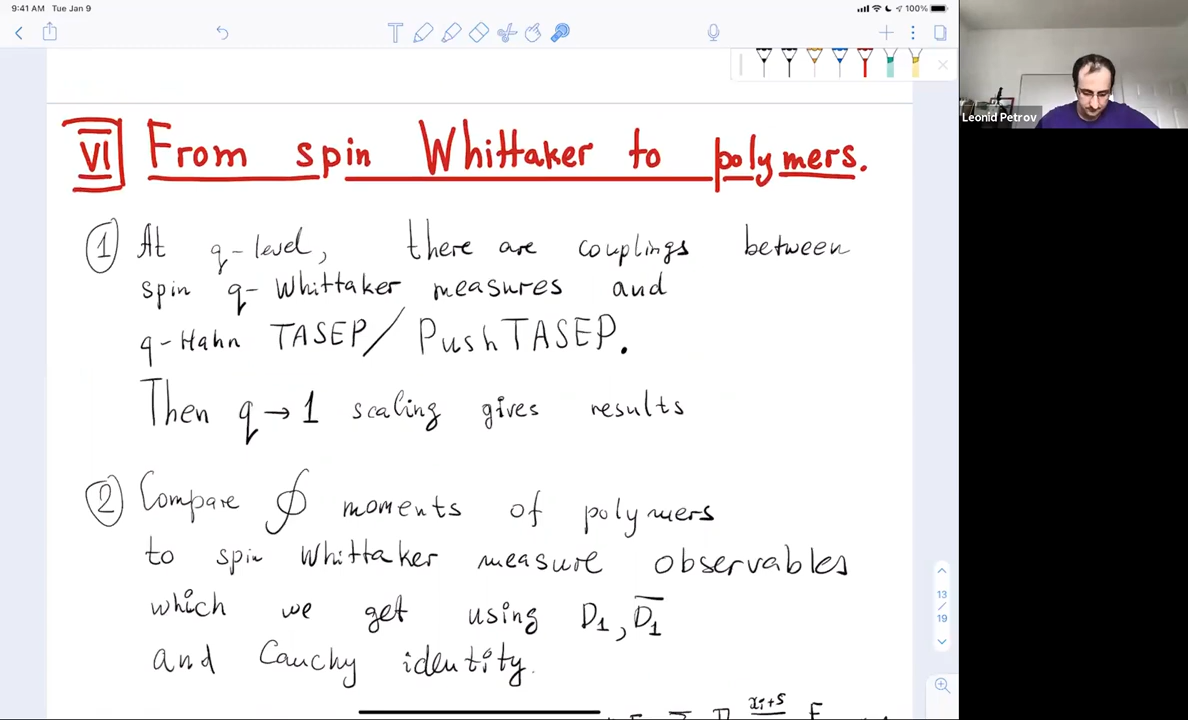 9:41 AM Tue Jan 9
100%
Leonid Petrov
VI From spin Whittaker to polymers.
① At q-level, there are couplings between
spin q-Whittaker measures and
q-Hahn TASEP/PushTASEP.
Then q→1 scaling gives results
② Compare ∮ moments of polymers
to spin Whittaker measure observables
which we get using D₁, D̅₁
and Cauchy identity.
13
/
19